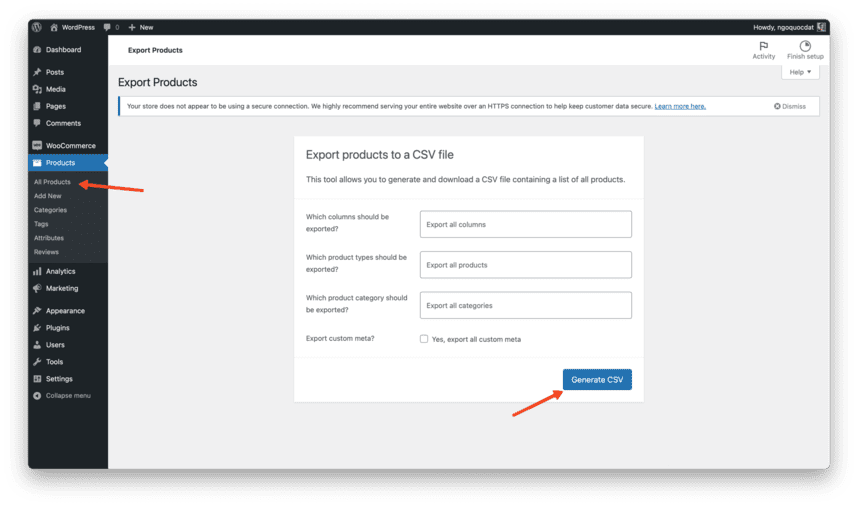 WordPress 0 New
Howdy, ngoquocdat
Dashboard
Posts
Media
Pages
Comments
WooCommerce
Products
All Products
Add New
Categories
Tags
Attributes
Reviews
Analytics
Marketing
Appearance
Plugins
Users
Tools
Settings
Collapse menu
Export Products
Activity
Finish setup
Help
Export Products
Your store does not appear to be using a secure connection. We highly recommend serving your entire website over an HTTPS connection to help keep customer data secure. Learn more here.
Dismiss
Export products to a CSV file
This tool allows you to generate and download a CSV file containing a list of all products.
Which columns should be
exported?
Export all columns
Which product types should be
exported?
Export all products
Which product category should
be exported?
Export all categories
Export custom meta?
Yes, export all custom meta
Generate CSV